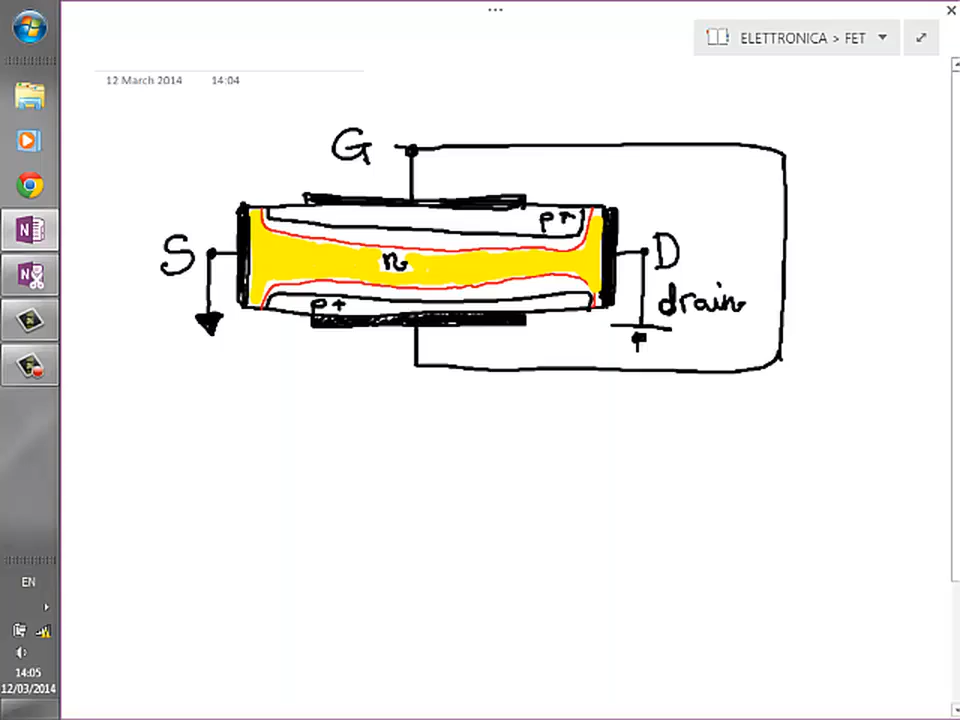 ELETTRONICA > FET
12 March 2014 14:04
G
p+
S
n
D
drain
p+
EN
14:05
12/03/2014